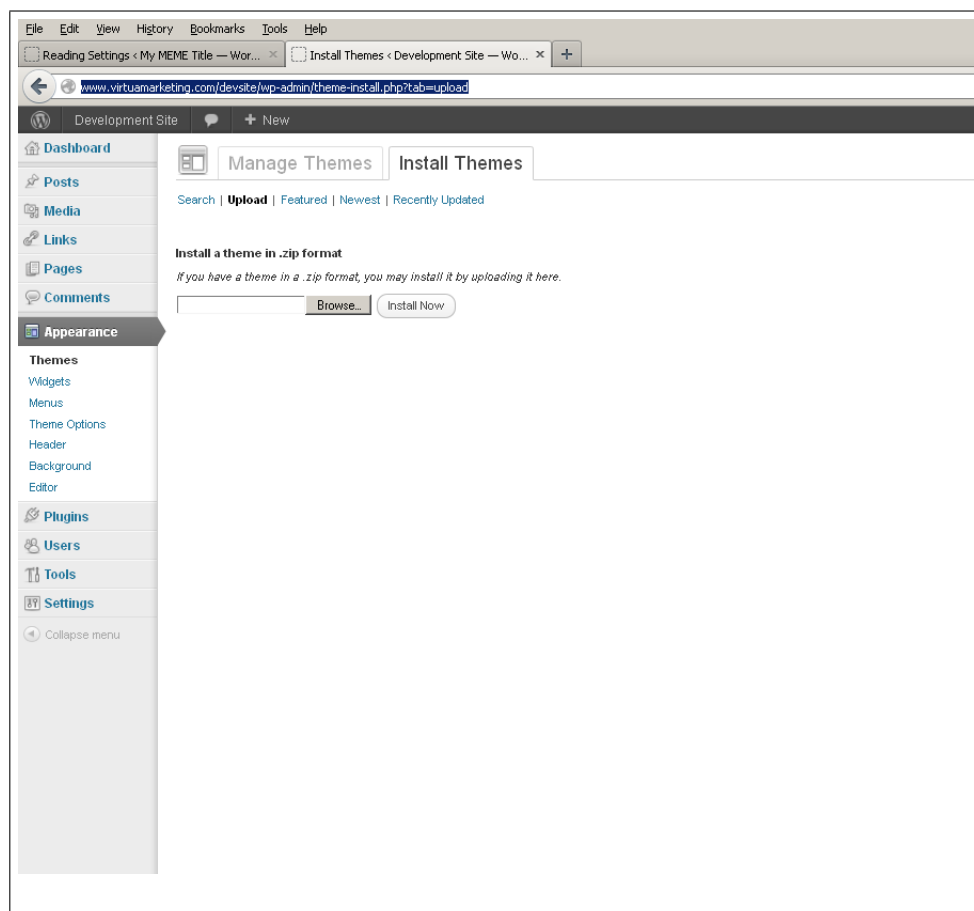 File Edit View History Bookmarks Tools Help
Reading Settings ‹ My MEME Title — Wor... × Install Themes ‹ Development Site — Wo... × +
www.virtuamarketing.com/devsite/wp-admin/theme-install.php?tab=upload
Development Site + New
Dashboard
Posts
Media
Links
Pages
Comments
Appearance
Themes
Widgets
Menus
Theme Options
Header
Background
Editor
Plugins
Users
Tools
Settings
Collapse menu
Manage Themes Install Themes
Search | Upload | Featured | Newest | Recently Updated
Install a theme in .zip format
If you have a theme in a .zip format, you may install it by uploading it here.
Browse... Install Now